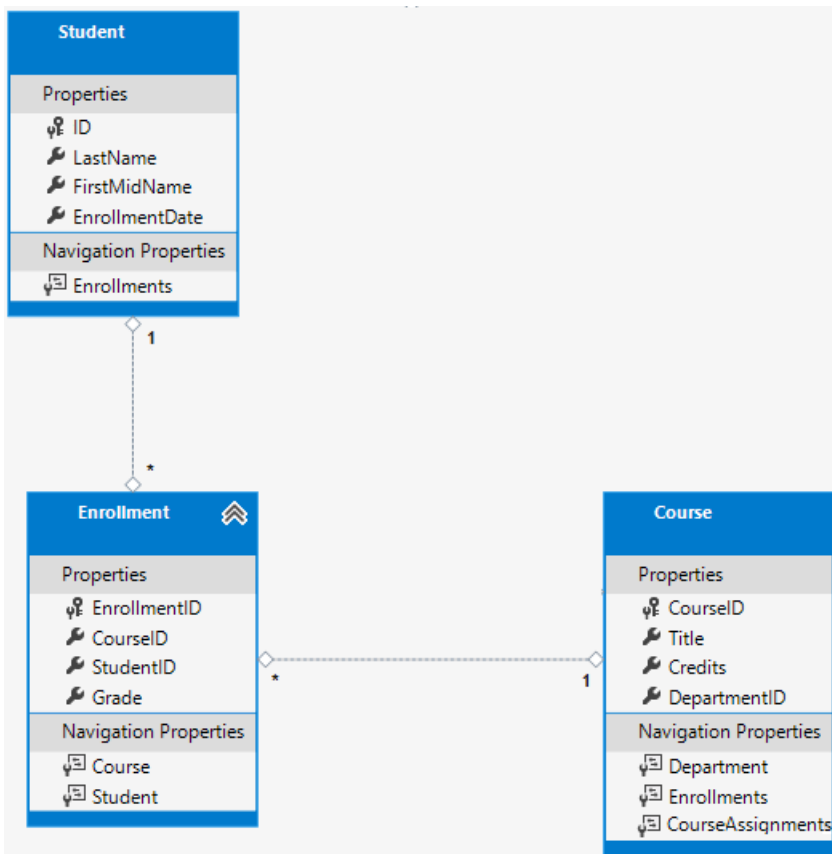 Student
Properties
ID
LastName
FirstMidName
EnrollmentDate
Navigation Properties
Enrollments
1
*
Enrollment
Properties
EnrollmentID
CourseID
StudentID
Grade
Navigation Properties
Course
Student
*
1
Course
Properties
CourseID
Title
Credits
DepartmentID
Navigation Properties
Department
Enrollments
CourseAssignments